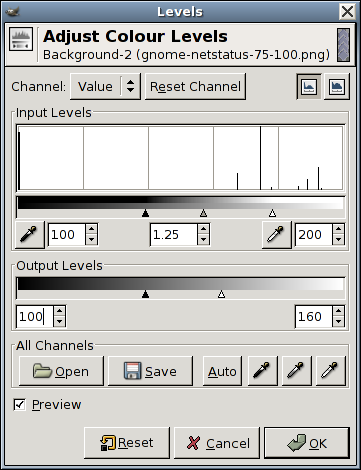 Levels
Adjust Colour Levels
Background-2 (gnome-netstatus-75-100.png)
Channel: Value Reset Channel
Input Levels
100 1.25 200
Output Levels
100 160
All Channels
Open Save Auto
Preview
Reset Cancel OK